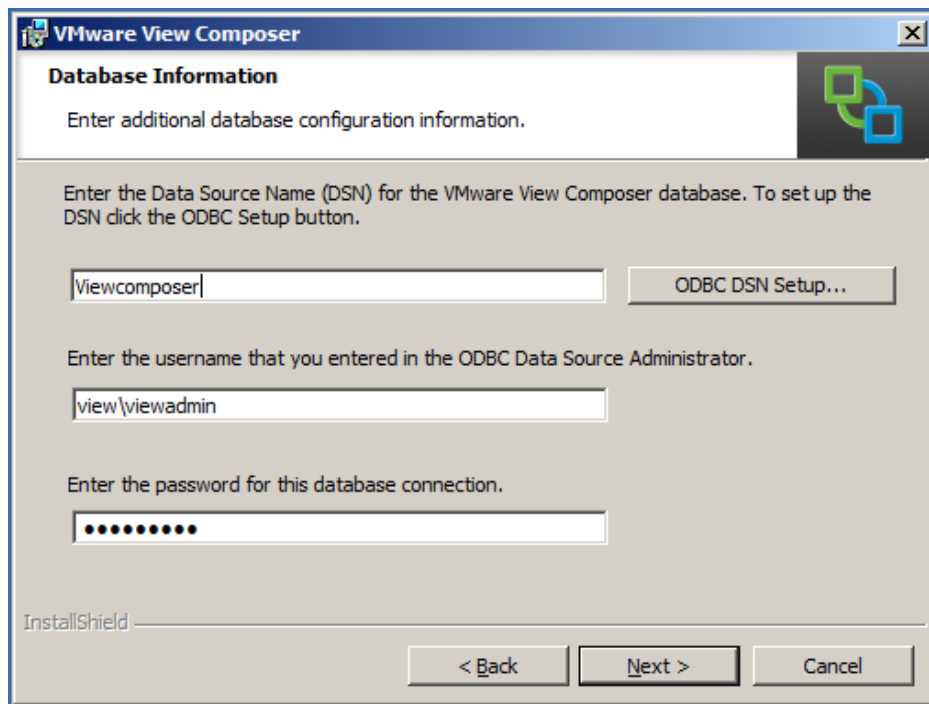 VMware View Composer
Database Information
Enter additional database configuration information.
Enter the Data Source Name (DSN) for the VMware View Composer database. To set up the
DSN click the ODBC Setup button.
Viewcomposer
ODBC DSN Setup...
Enter the username that you entered in the ODBC Data Source Administrator.
view\viewadmin
Enter the password for this database connection.
•••••••••
InstallShield
< Back
Next >
Cancel